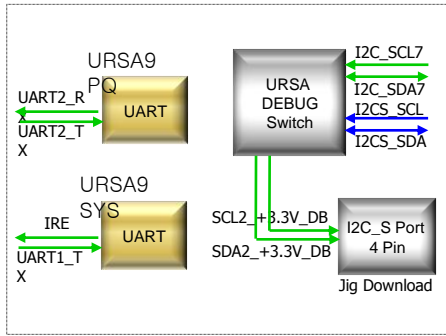 URSA9
PQ
UART2_R
X
UART2_T
X
UART
URSA9
SYS
IRE
UART1_T
X
UART
URSA
DEBUG
Switch
I2C_SCL7
I2C_SDA7
I2CS_SCL
I2CS_SDA
SCL2_+3.3V_DB
SDA2_+3.3V_DB
I2C_S Port
4 Pin
Jig Download